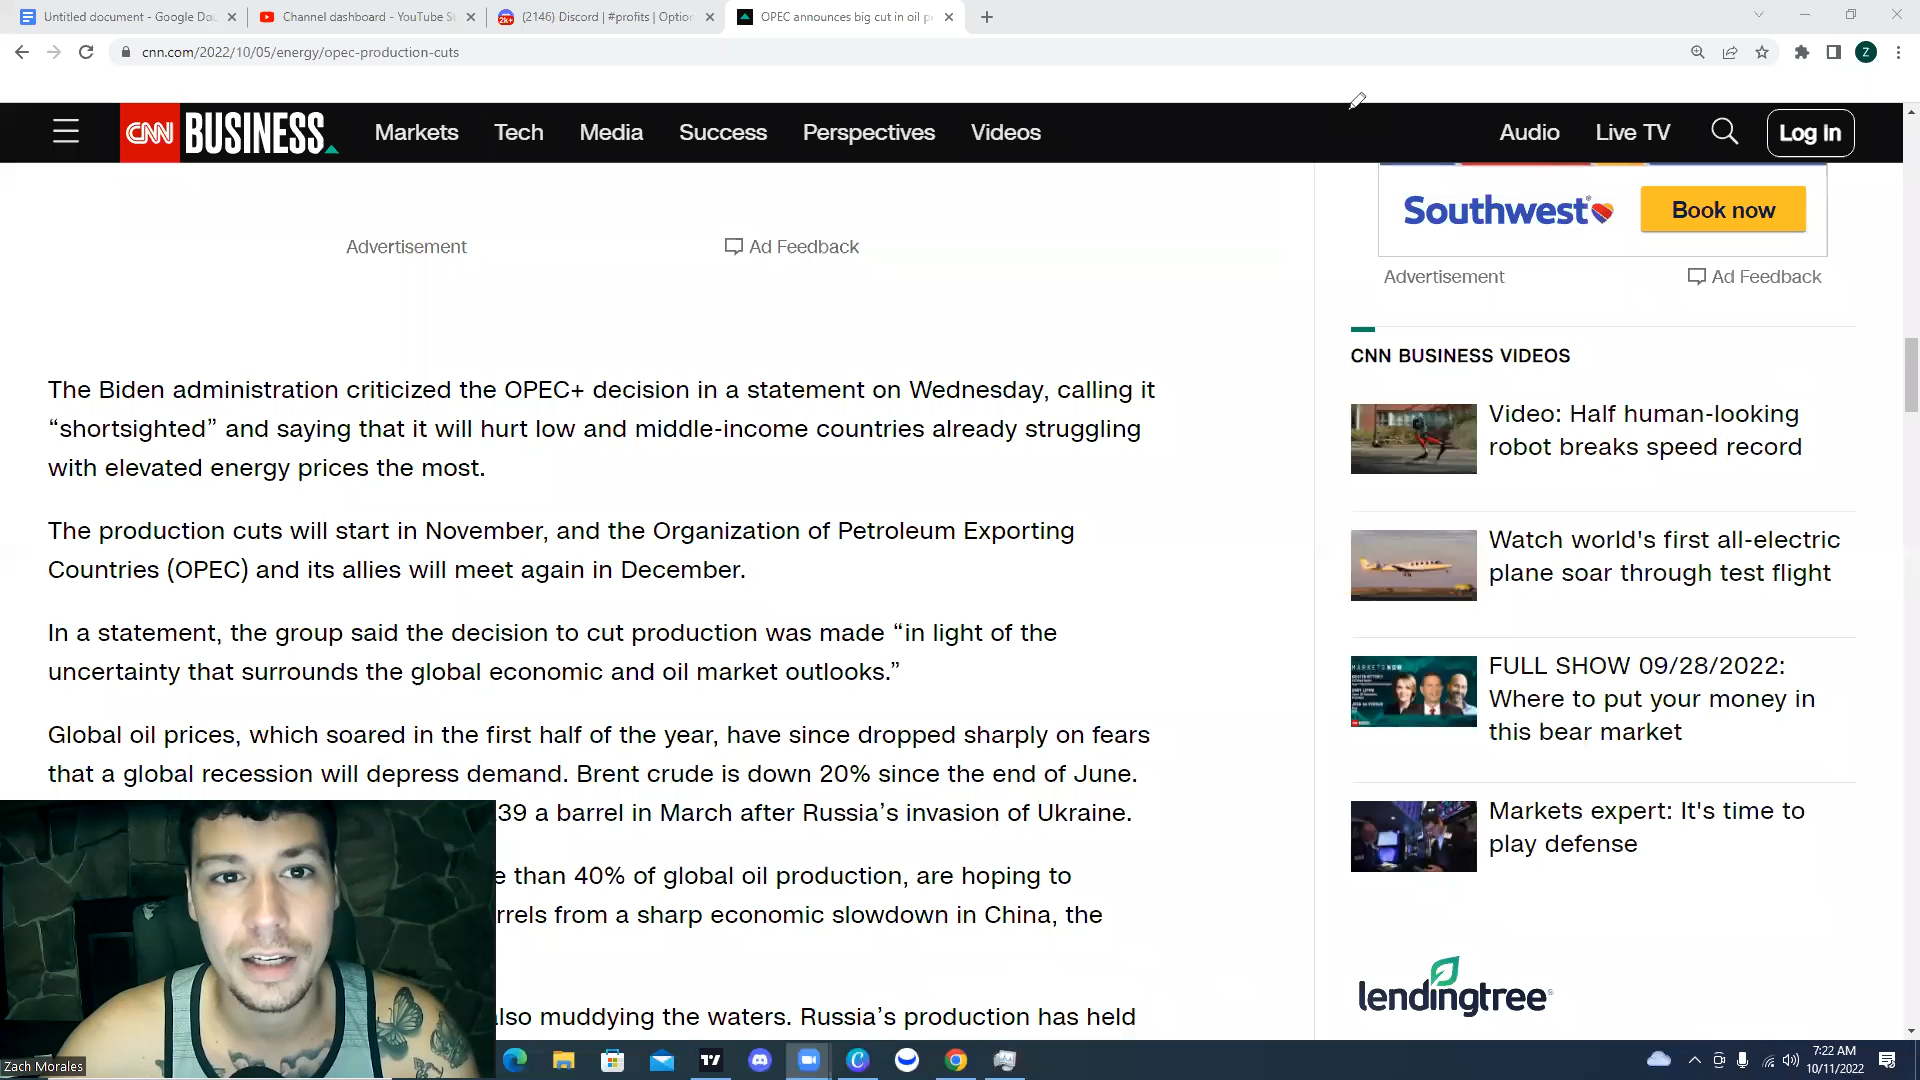 Untitled document - Google Do
Channel dashboard - YouTube S
(2146) Discord | #profits | Option
OPEC announces big cut in oil p
cnn.com/2022/10/05/energy/opec-production-cuts
Z
CNN BUSINESS
Markets
Tech
Media
Success
Perspectives
Videos
Audio
Live TV
Log In
Southwest
Book now
Advertisement
Ad Feedback
Advertisement
Ad Feedback
The Biden administration criticized the OPEC+ decision in a statement on Wednesday, calling it
“shortsighted” and saying that it will hurt low and middle-income countries already struggling
with elevated energy prices the most.
The production cuts will start in November, and the Organization of Petroleum Exporting
Countries (OPEC) and its allies will meet again in December.
In a statement, the group said the decision to cut production was made “in light of the
uncertainty that surrounds the global economic and oil market outlooks.”
Global oil prices, which soared in the first half of the year, have since dropped sharply on fears
that a global recession will depress demand. Brent crude is down 20% since the end of June.
39 a barrel in March after Russia’s invasion of Ukraine.
e than 40% of global oil production, are hoping to
rrels from a sharp economic slowdown in China, the
also muddying the waters. Russia’s production has held
CNN BUSINESS VIDEOS
Video: Half human-looking
robot breaks speed record
Watch world's first all-electric
plane soar through test flight
FULL SHOW 09/28/2022:
Where to put your money in
this bear market
Markets expert: It's time to
play defense
lendingtree
Zach Morales
7:22 AM
10/11/2022